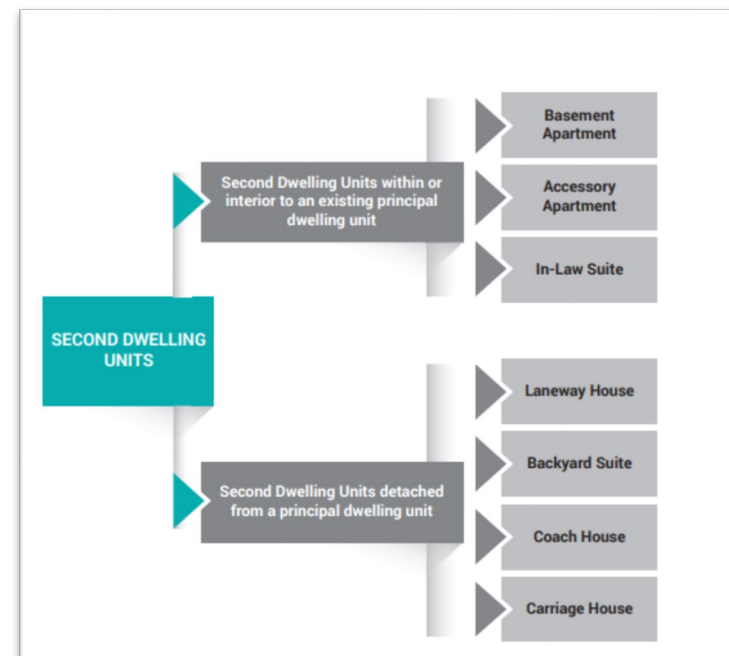 SECOND DWELLING
UNITS
Second Dwelling Units within or
interior to an existing principal
dwelling unit
Basement
Apartment
Accessory
Apartment
In-Law Suite
Second Dwelling Units detached
from a principal dwelling unit
Laneway House
Backyard Suite
Coach House
Carriage House